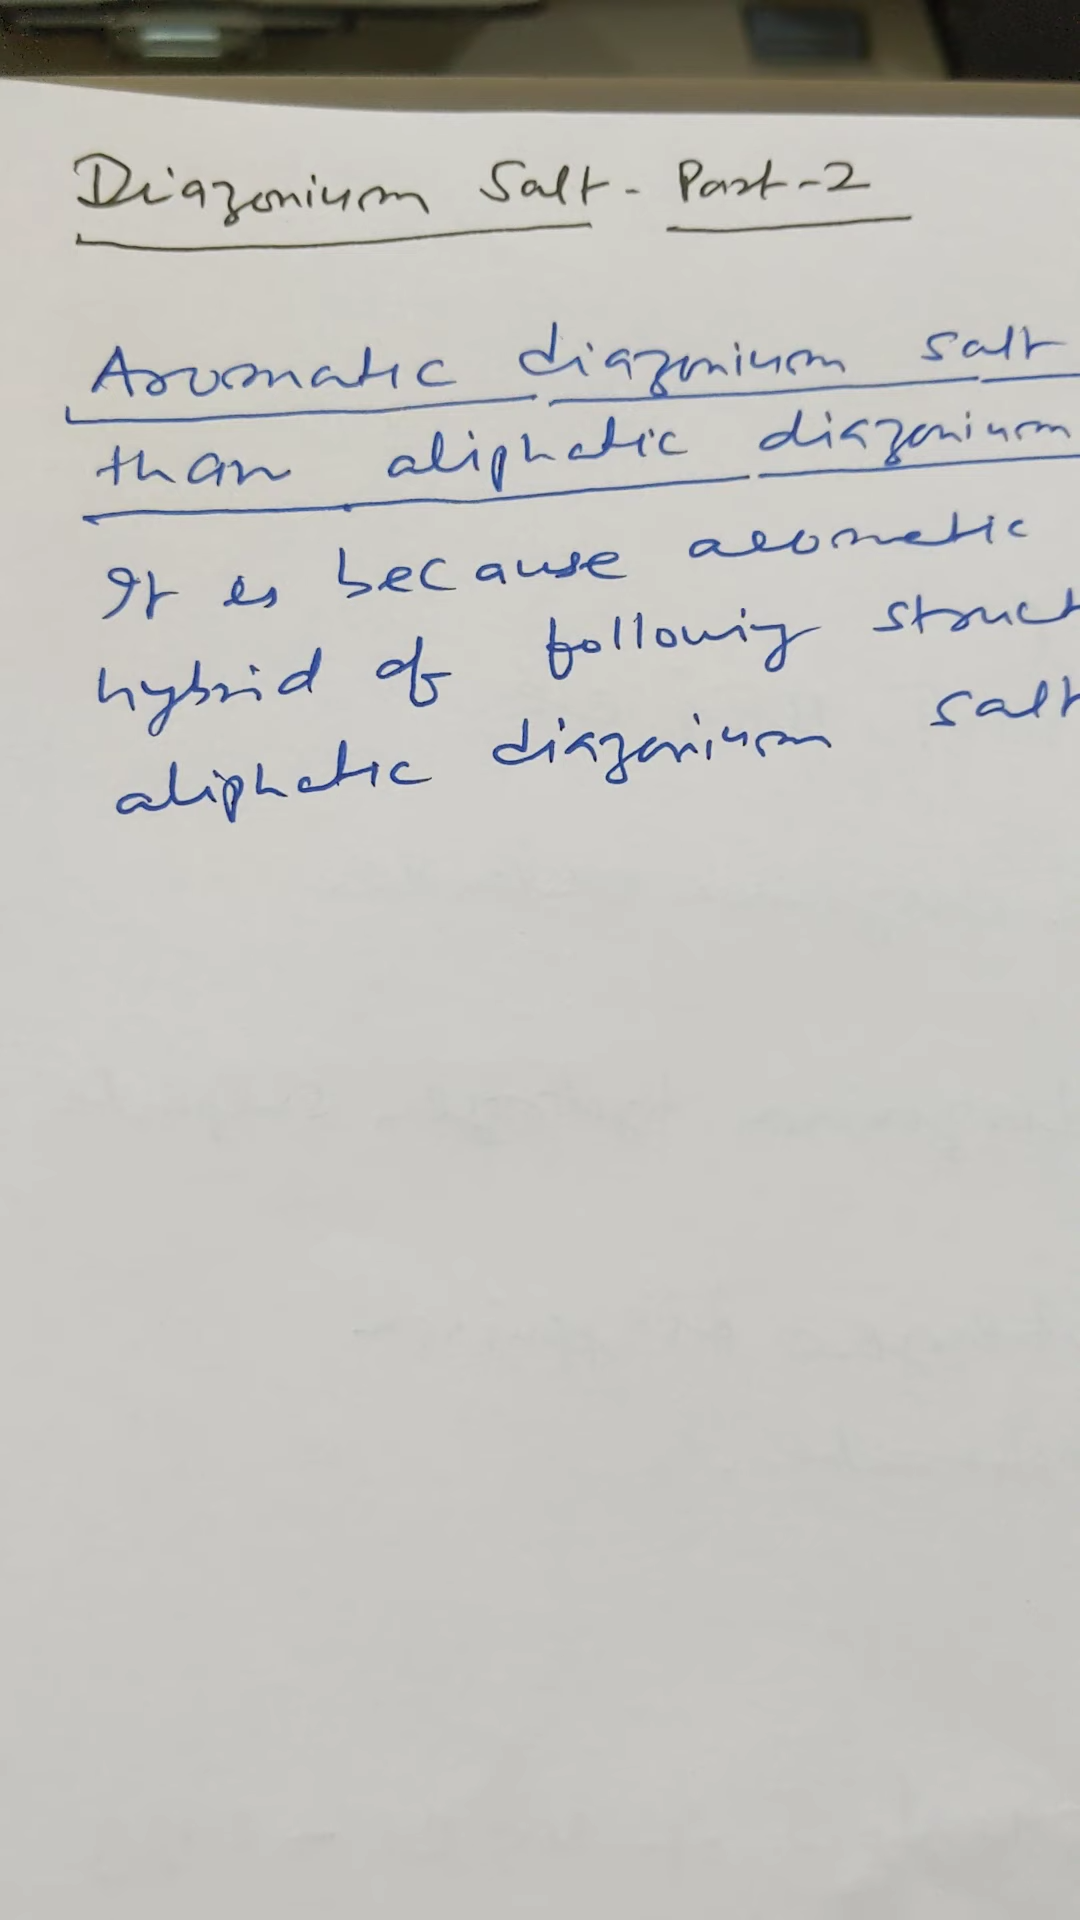 Diazonium Salt - Part-2
Aromatic diazonium salt
than aliphatic diazonium
It is because aromatic
hybrid of following struct
aliphatic diazonium salt